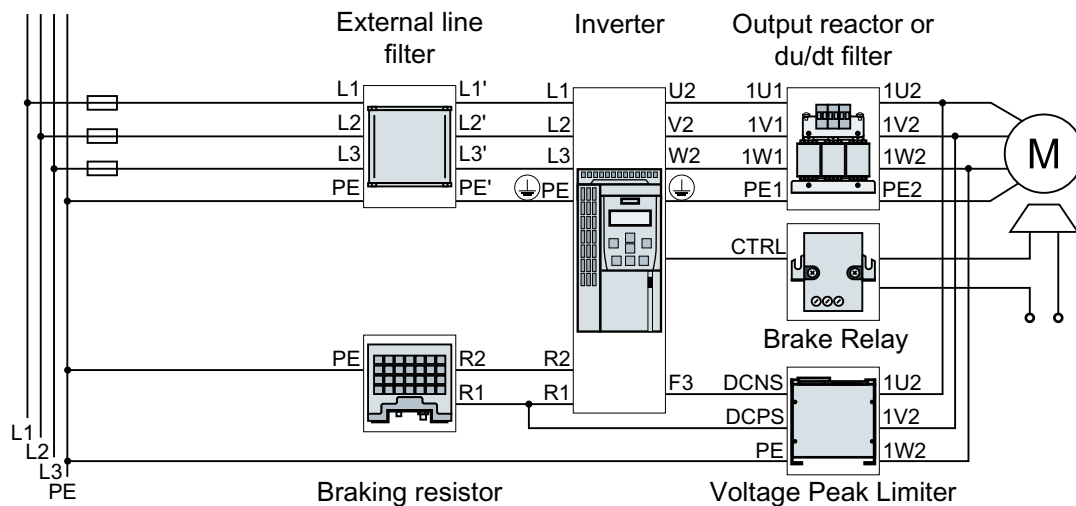 External line
filter
Inverter
Output reactor or
du/dt filter
L1 L1' L1 U2 1U1 1U2
L2 L2' L2 V2 1V1 1V2
L3 L3' L3 W2 1W1 1W2
PE PE' PE PE1 PE2
M
CTRL
Brake Relay
PE R2 R2
R1 R1
F3 DCNS 1U2
DCPS 1V2
PE 1W2
L1
L2
L3
PE
Braking resistor
Voltage Peak Limiter